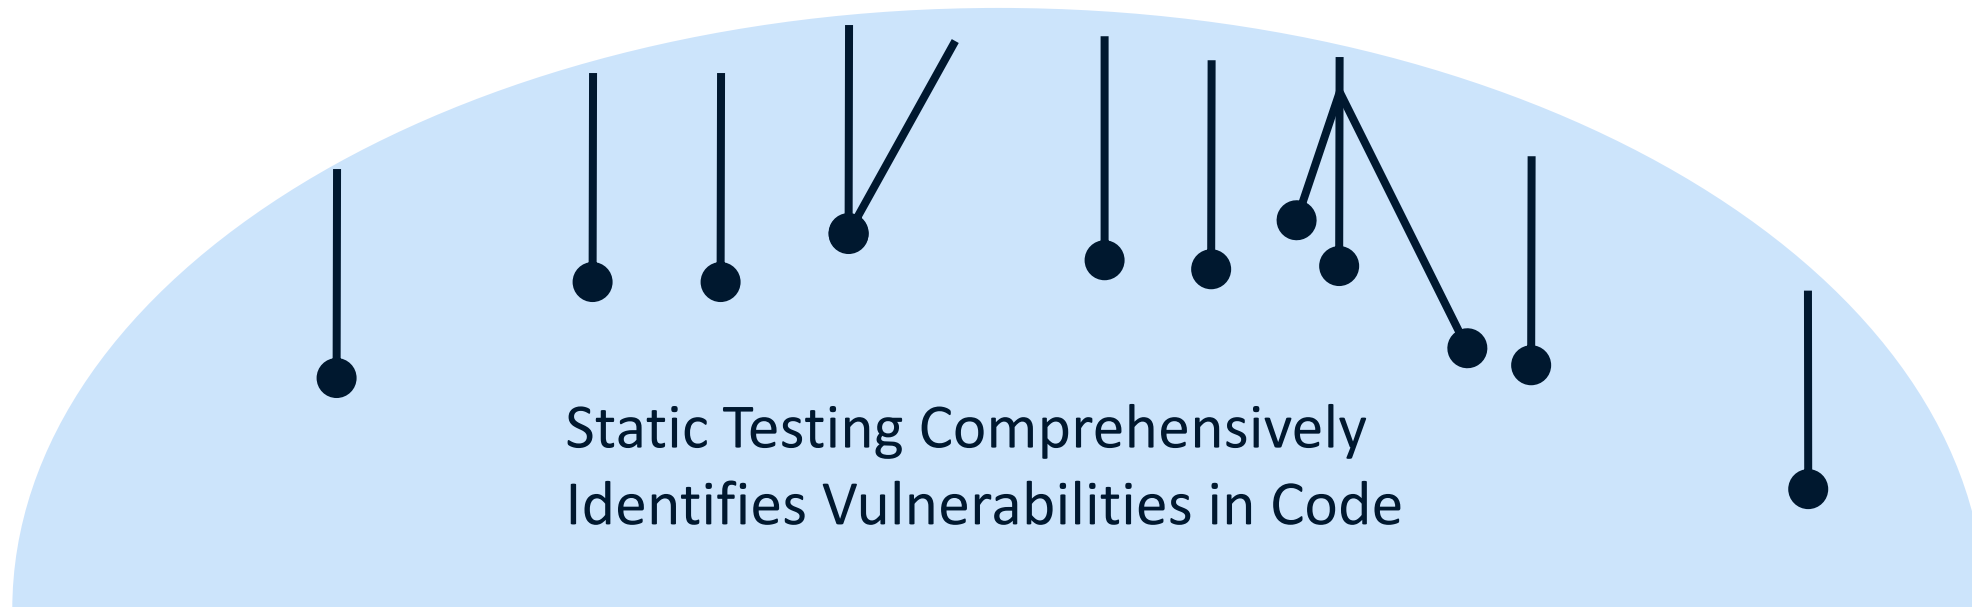 Static Testing Comprehensively
Identifies Vulnerabilities in Code